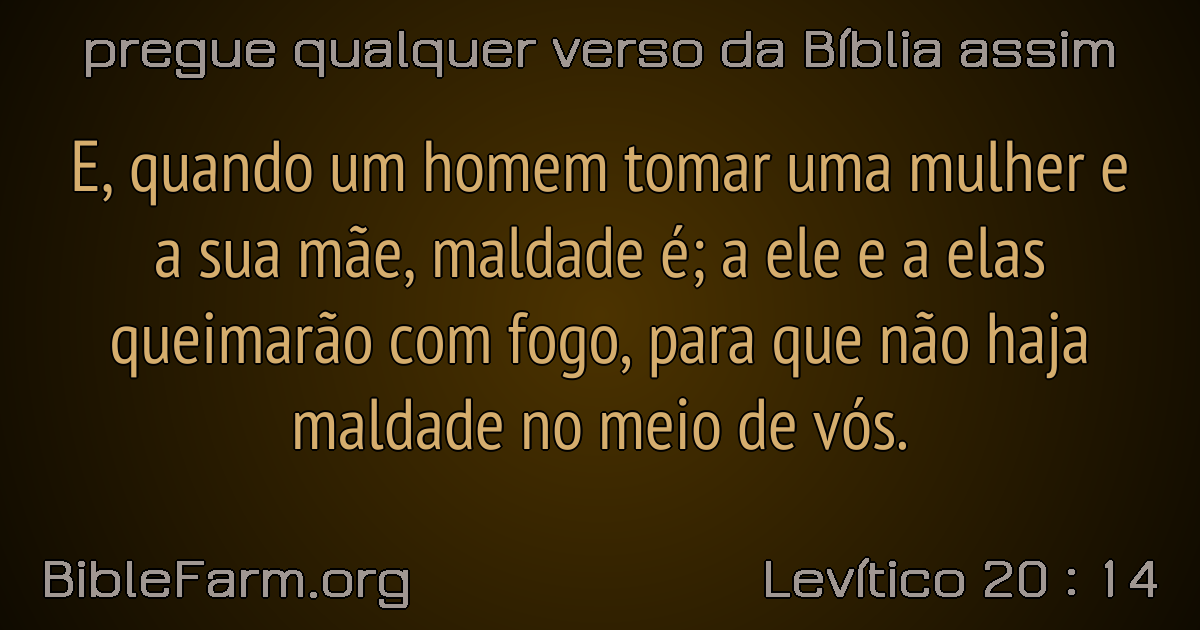 pregue qualquer verso da Bíblia assim
E, quando um homem tomar uma mulher e
a sua mãe, maldade é; a ele e a elas
queimarão com fogo, para que não haja
maldade no meio de vós.
BibleFarm.org
Levítico 20 : 14